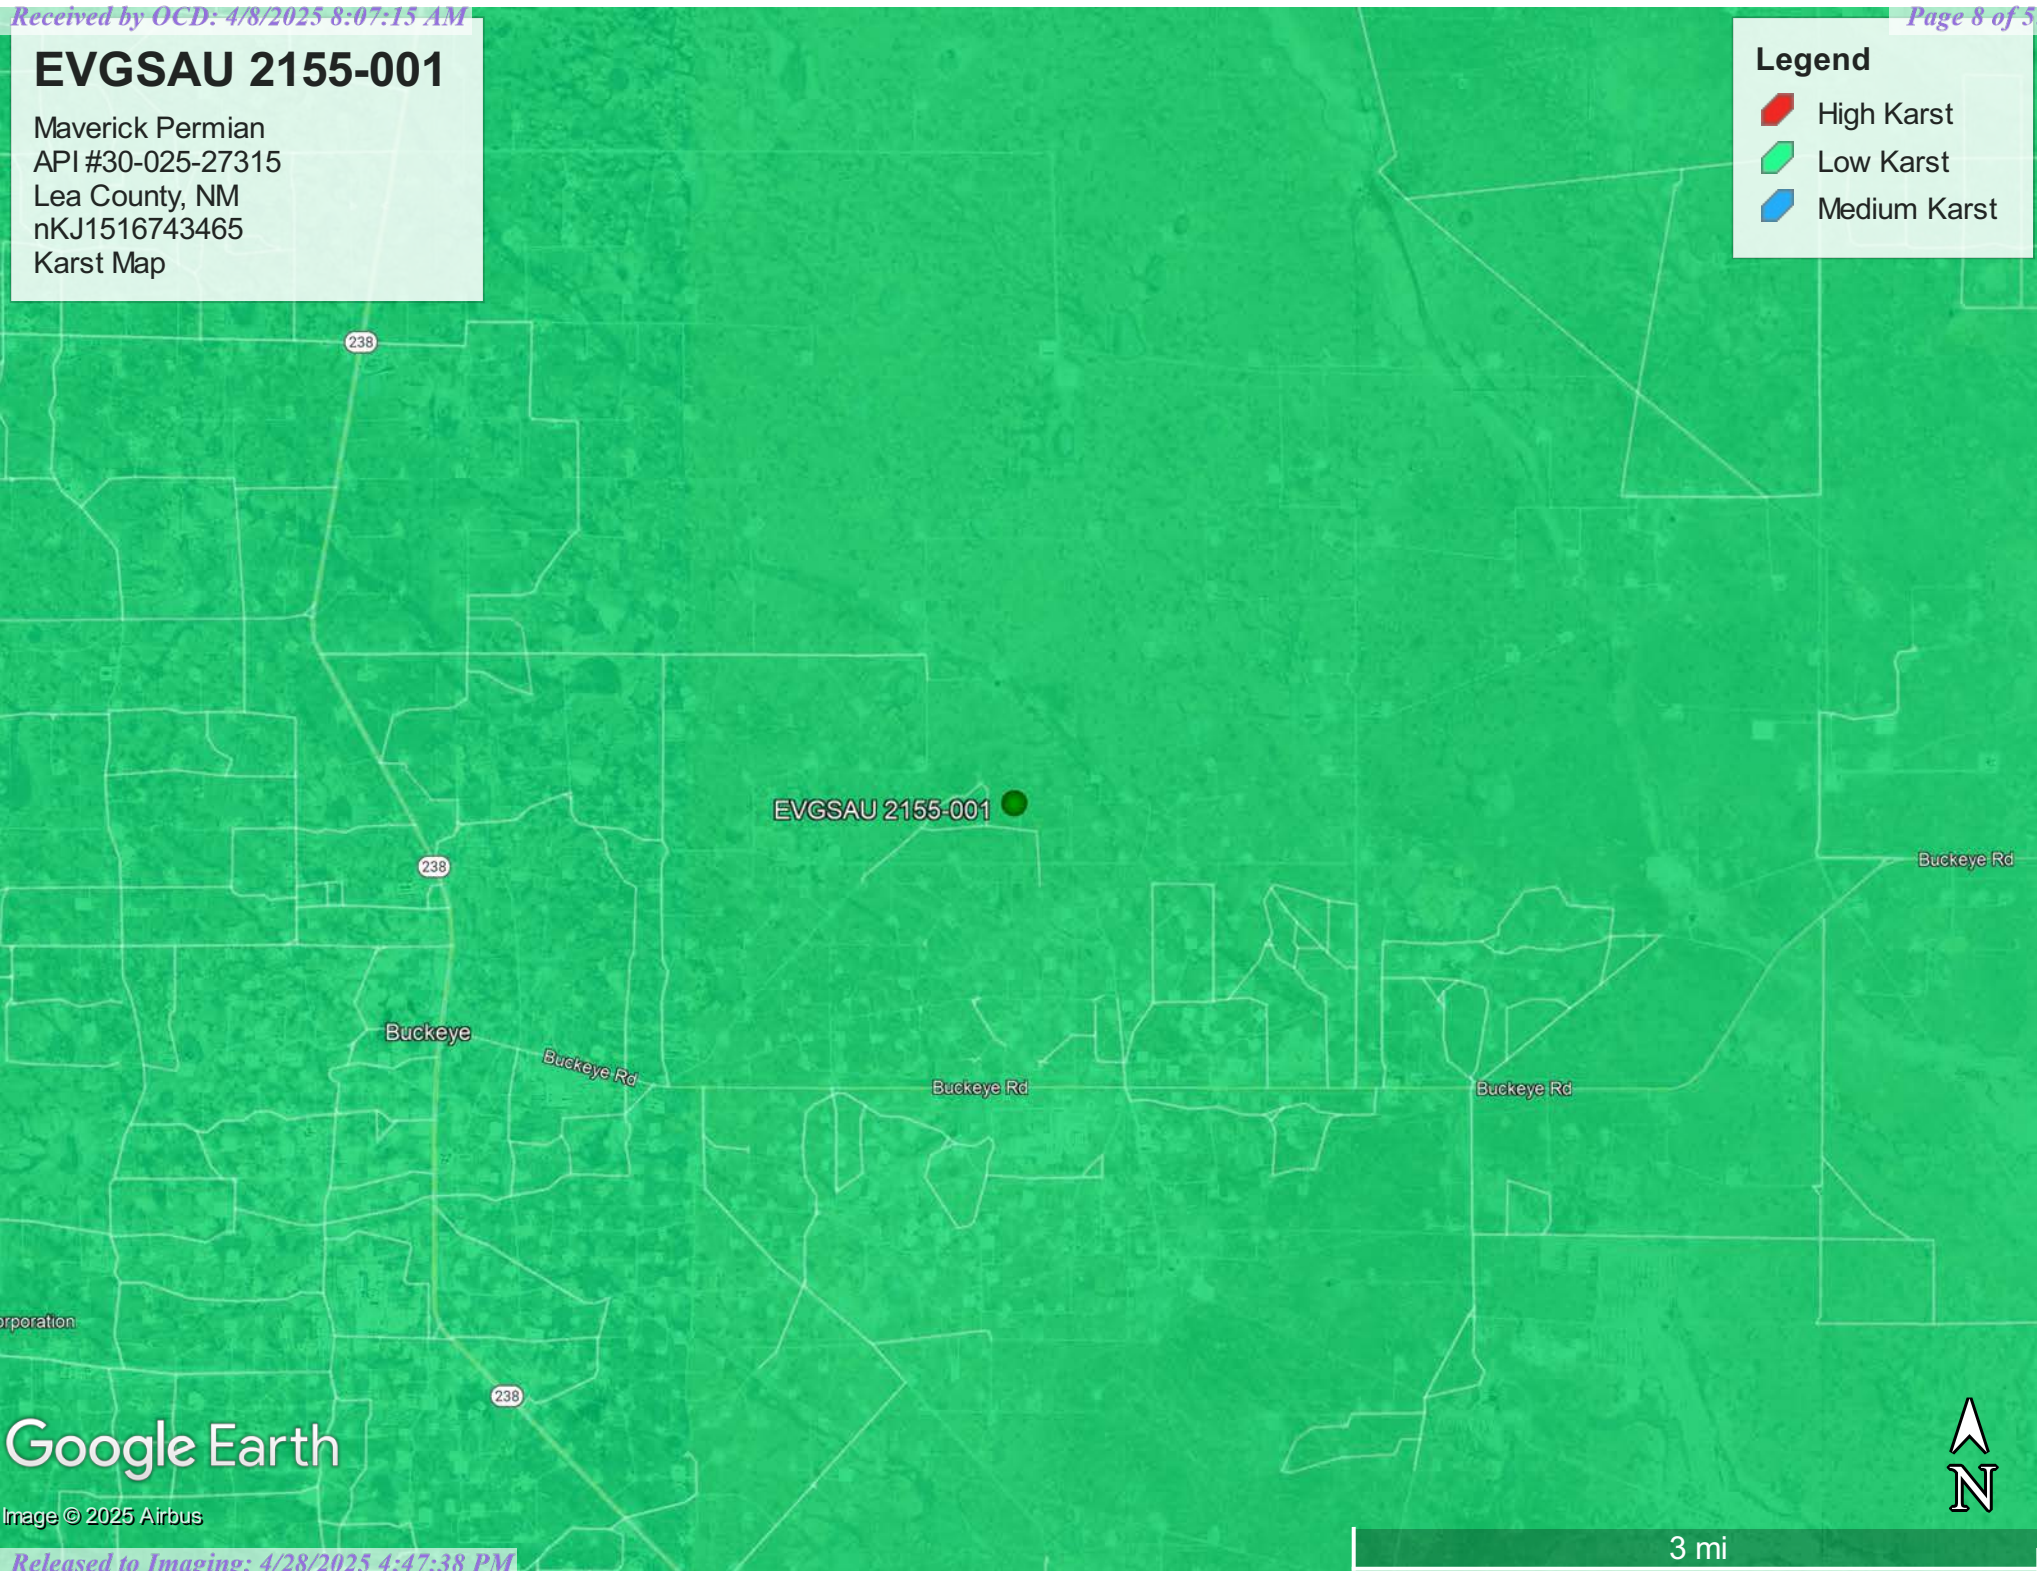 Received by OCD: 4/8/2025 8:07:15 AM
Page 8 of 5
EVGSAU 2155-001
Maverick Permian
API #30-025-27315
Lea County, NM
nKJ1516743465
Karst Map
Legend
High Karst
Low Karst
Medium Karst
238
EVGSAU 2155-001
238
Buckeye Rd
Buckeye
Buckeye Rd
Buckeye Rd
Buckeye Rd
orporation
238
Google Earth
N
Image © 2025 Airbus
3 mi
Released to Imaging: 4/28/2025 4:47:38 PM